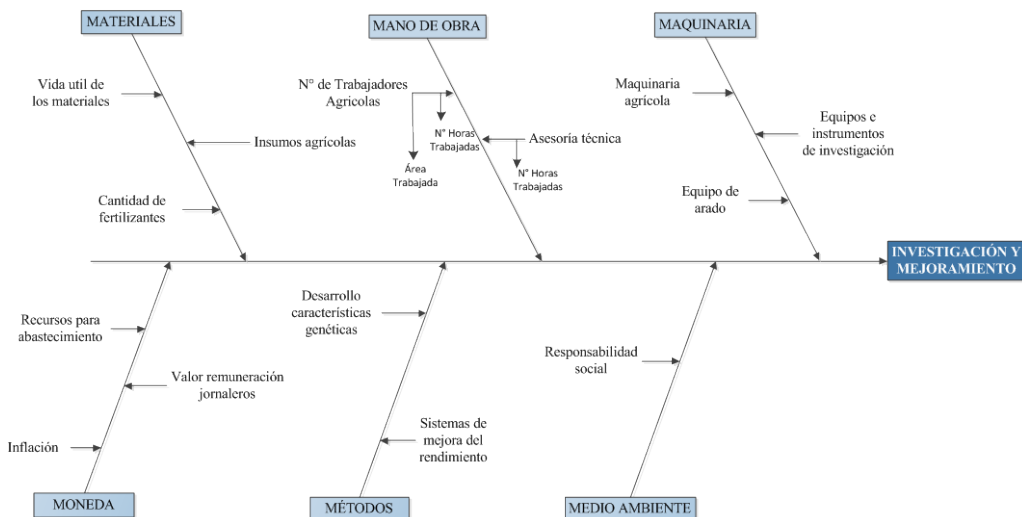 MATERIALES
MANO DE OBRA
MAQUINARIA
Vida util de
los materiales
Insumos agrícolas
Cantidad de
fertilizantes
N° de Trabajadores
Agricolas
N° Horas
Trabajadas
Área
Trabajada
Asesoría técnica
N° Horas
Trabajadas
Maquinaria
agrícola
Equipos e
instrumentos
de investigación
Equipo de
arado
INVESTIGACIÓN Y
MEJORAMIENTO
Recursos para
abastecimiento
Valor remuneración
jornaleros
Inflación
Desarrollo
características
genéticas
Sistemas de
mejora del
rendimiento
Responsabilidad
social
MONEDA
MÉTODOS
MEDIO AMBIENTE